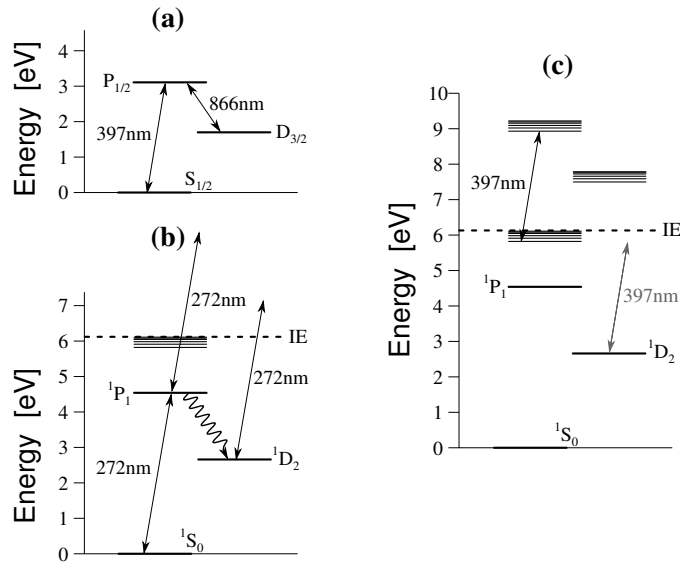 (a)
Energy [eV]
4
3
2
1
0
P1/2
866nm
397nm
D3/2
S1/2
(b)
Energy [eV]
7
6
5
4
3
2
1
0
272nm
IE
272nm
1P1
1D2
272nm
1S0
(c)
Energy [eV]
10
9
8
7
6
5
4
3
2
1
0
397nm
IE
1P1
397nm
1D2
1S0